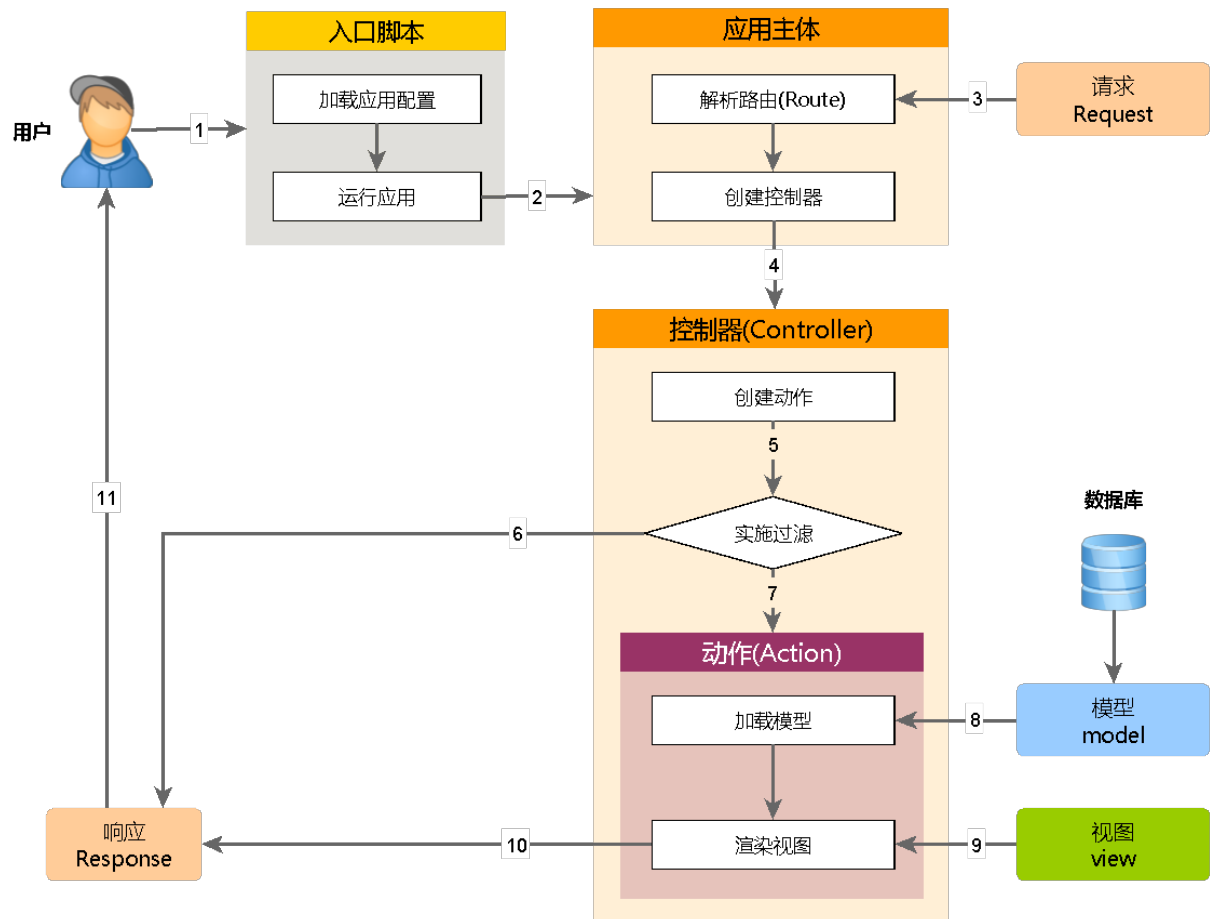 入口脚本
应用主体
加载应用配置
解析路由(Route)
3
请求
Request
用户
1
运行应用
2
创建控制器
4
控制器(Controller)
创建动作
5
11
6
实施过滤
数据库
7
动作(Action)
加载模型
8
模型
model
响应
Response
10
渲染视图
9
视图
view